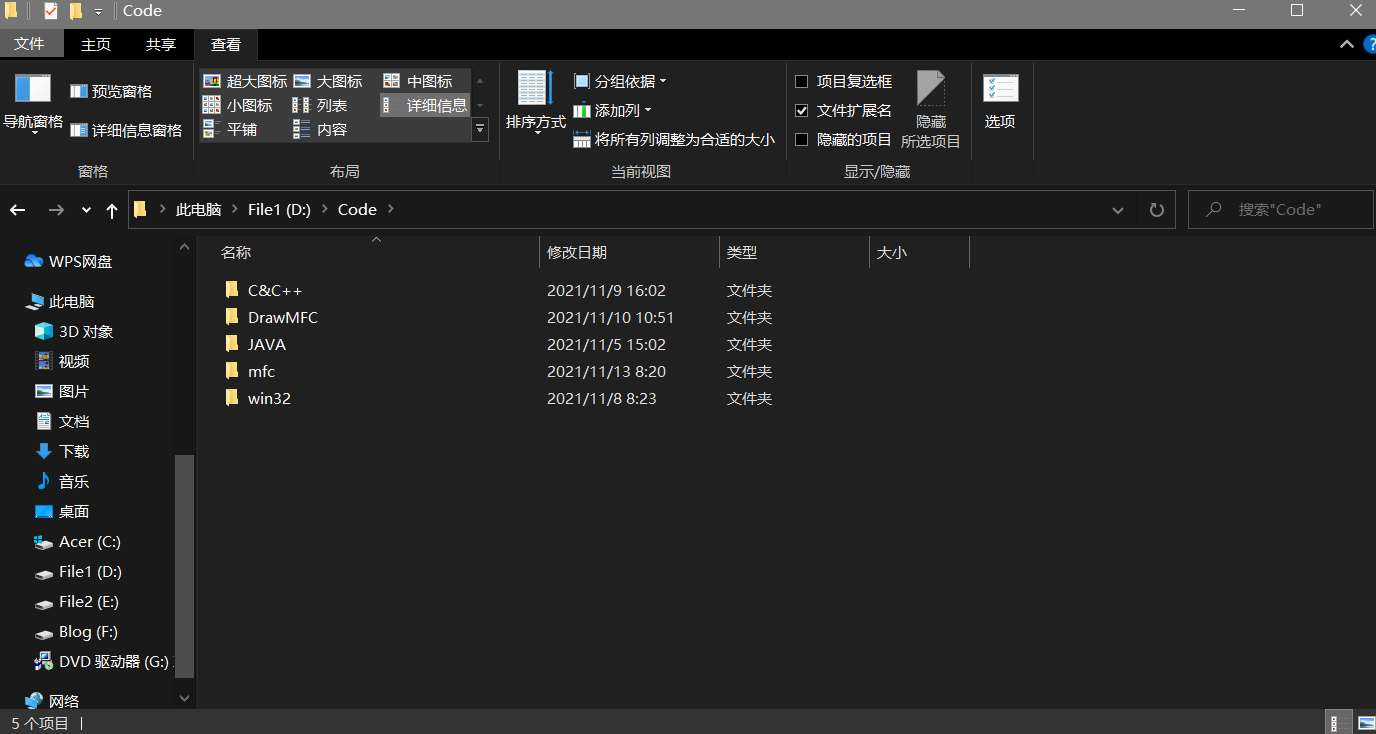 Code
文件 主页 共享 查看
导航窗格
预览窗格
详细信息窗格
窗格
超大图标 大图标 中图标
小图标 列表 详细信息
平铺 内容
布局
排序方式
分组依据
添加列
将所有列调整为合适的大小
当前视图
项目复选框
文件扩展名
隐藏的项目
隐藏
所选项目
显示/隐藏
选项
此电脑 File1 (D:) Code
搜索"Code"
WPS网盘
此电脑
3D 对象
视频
图片
文档
下载
音乐
桌面
Acer (C:)
File1 (D:)
File2 (E:)
Blog (F:)
DVD 驱动器 (G:)
网络
名称 修改日期 类型 大小
C&C++ 2021/11/9 16:02 文件夹
DrawMFC 2021/11/10 10:51 文件夹
JAVA 2021/11/5 15:02 文件夹
mfc 2021/11/13 8:20 文件夹
win32 2021/11/8 8:23 文件夹
5 个项目